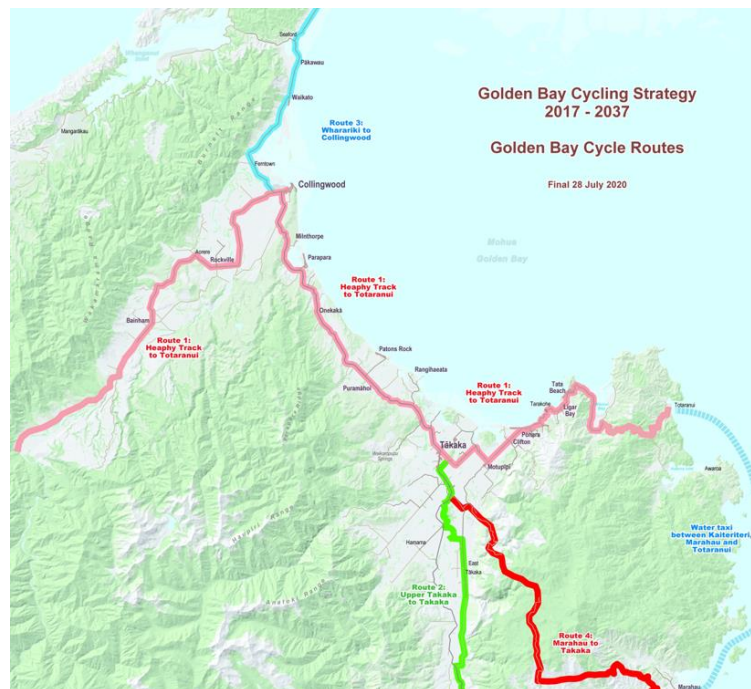 Golden Bay Cycling Strategy
2017 - 2037
Golden Bay Cycle Routes
Final 28 July 2020
Seaford
Pākawau
Waikato
Mangarākau
Route 3:
Wharariki to
Collingwood
Ferntown
Collingwood
Milnthorpe
Parapara
Aorere
Rockville
Bainham
Mohua
Golden Bay
Route 1:
Heaphy Track
to Totaranui
Onekakā
Route 1:
Heaphy Track
to Totaranui
Patons Rock
Rangihaeata
Puramāhoi
Route 1:
Heaphy Track
to Totaranui
Tata
Beach
Tarakohe
Ligar
Bay
Totaranui
Pohara
Clifton
Tākaka
Motupipi
Awaroa
Water taxi
between Kaiteriteri,
Marahau and
Totaranui
Hamama
East
Tākaka
Route 2:
Upper Takaka
to Takaka
Route 4:
Marahau to
Takaka
Marahau